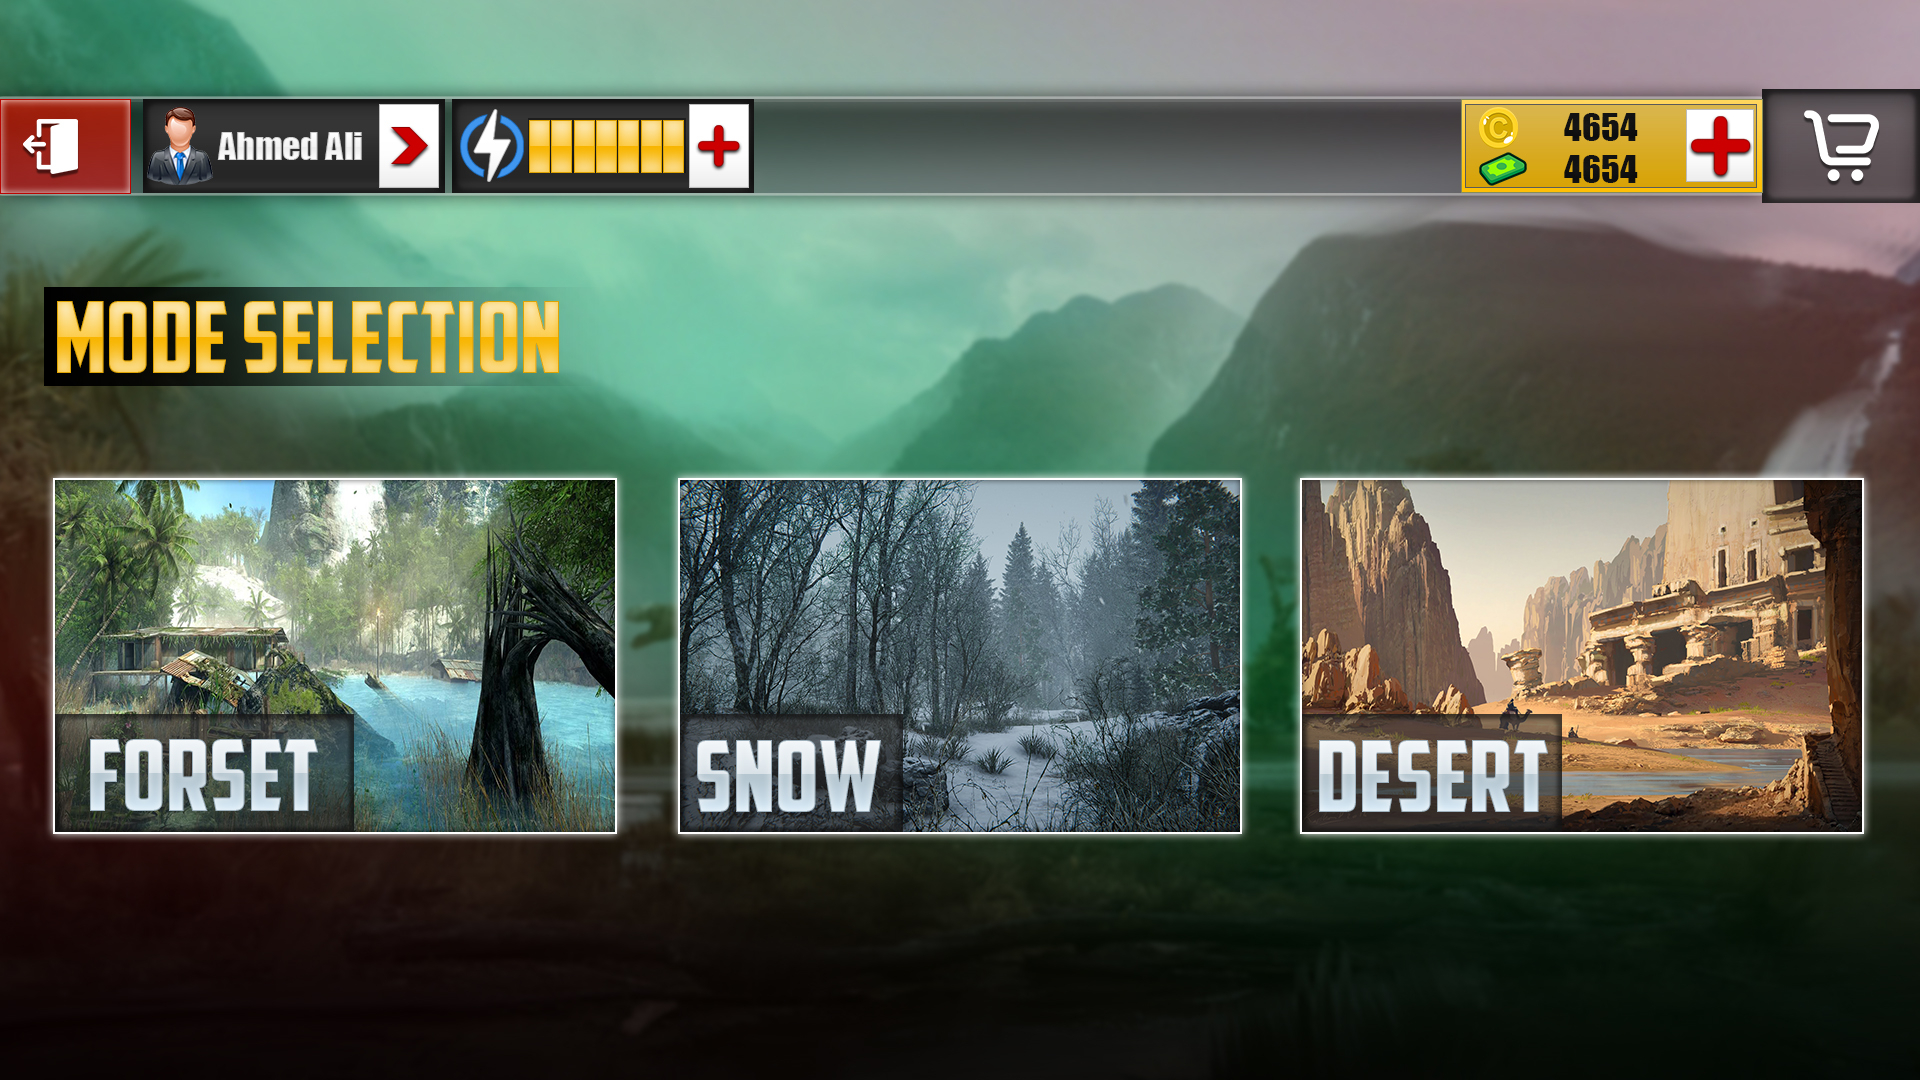 Ahmed Ali
4654
4654
MODE SELECTION
FORSET
SNOW
DESERT